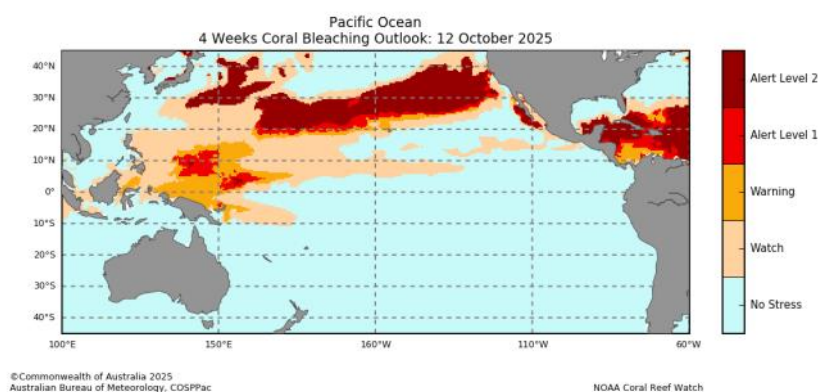 Pacific Ocean
4 Weeks Coral Bleaching Outlook: 12 October 2025
40°N
30°N
20°N
10°N
0°
10°S
20°S
30°S
40°S
100°E
150°E
160°W
110°W
60°W
Alert Level 2
Alert Level 1
Warning
Watch
No Stress
©Commonwealth of Australia 2025
Australian Bureau of Meteorology, COSPPac
NOAA Coral Reef Watch